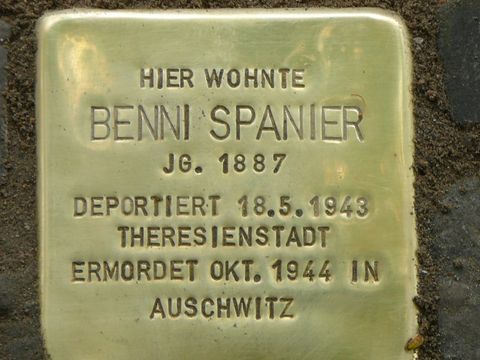 HIER WOHNTE
BENNI SPANIER
JG. 1887
DEPORTIERT 18.5.1943
THERESIENSTADT
ERMORDET OKT. 1944 IN
AUSCHWITZ